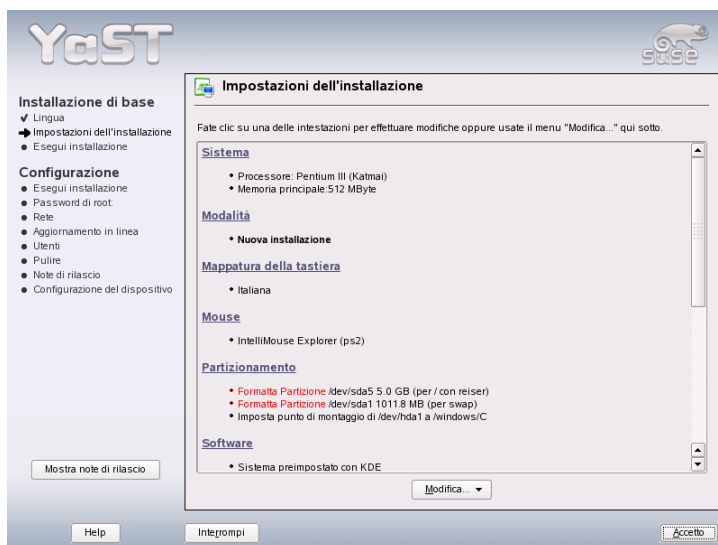 YaST
SUSE
Installazione di base
Lingua
Impostazioni dell'installazione
Esegui installazione
Configurazione
Esegui installazione
Password di root:
Rete
Aggiornamento in linea
Utenti
Pulire
Note di rilascio
Configurazione del dispositivo
Mostra note di rilascio
Impostazioni dell'installazione
Fate clic su una delle intestazioni per effettuare modifiche oppure usate il menu "Modifica..." qui sotto.
Sistema
Processore: Pentium III (Katmai)
Memoria principale:512 MByte
Modalità
Nuova installazione
Mappatura della tastiera
Italiana
Mouse
IntelliMouse Explorer (ps2)
Partizionamento
Formatta Partizione /dev/sda5 5.0 GB (per / con reiser)
Formatta Partizione /dev/sda1 1011.8 MB (per swap)
Imposta punto di montaggio di /dev/hda1 a /windows/C
Software
Sistema preimpostato con KDE
Modifica...
Help
Interrompi
Accetto